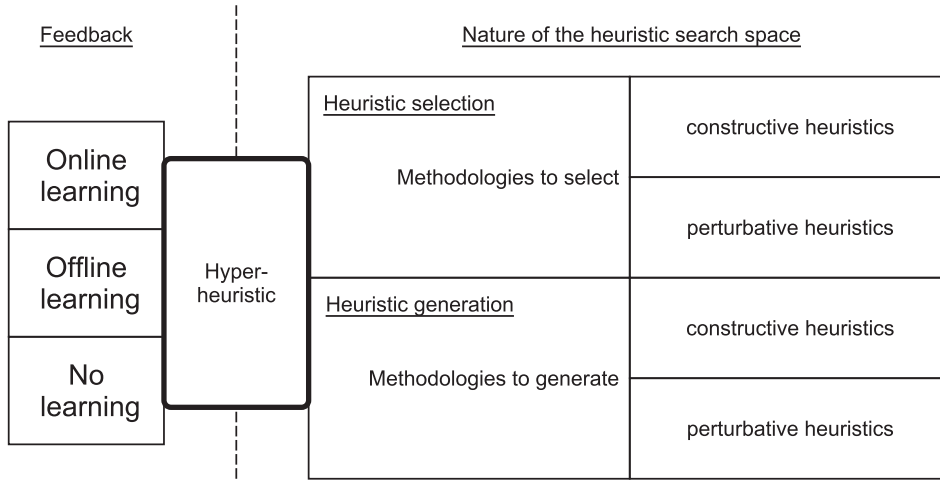 Feedback
Nature of the heuristic search space
Online
learning
Offline
learning
No
learning
Hyper-
heuristic
Heuristic selection
Methodologies to select
constructive heuristics
perturbative heuristics
Heuristic generation
Methodologies to generate
constructive heuristics
perturbative heuristics